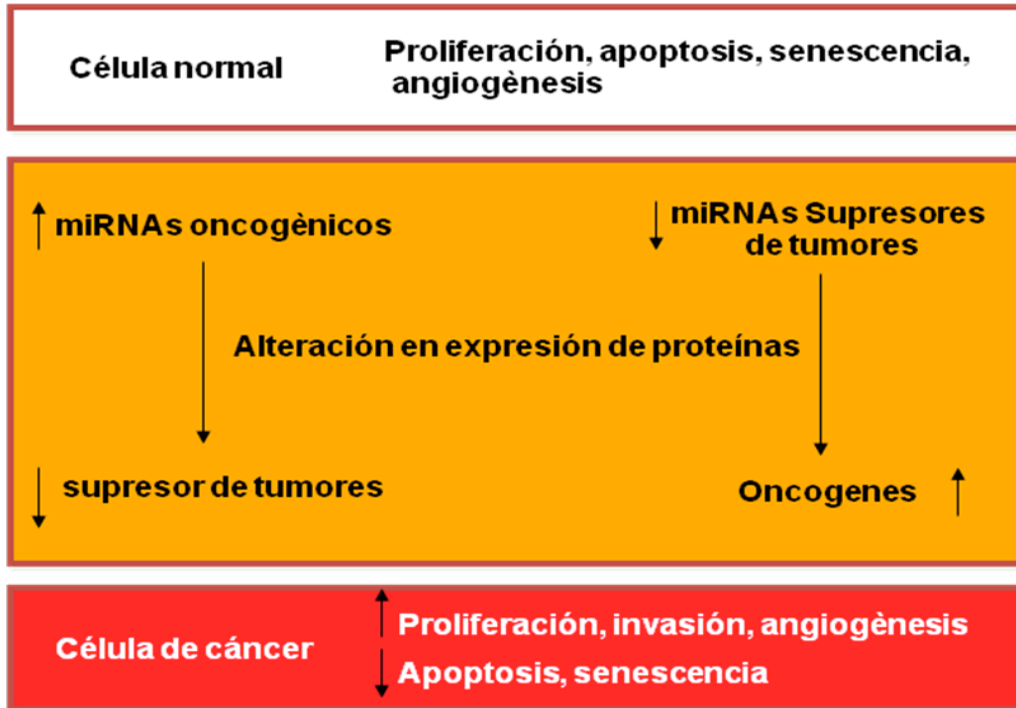 Célula normal
Proliferación, apoptosis, senescencia,
angiogènesis
miRNAs oncogènicos
miRNAs Supresores
de tumores
Alteración en expresión de proteínas
supresor de tumores
Oncogenes
Célula de cáncer
Proliferación, invasión, angiogènesis
Apoptosis, senescencia